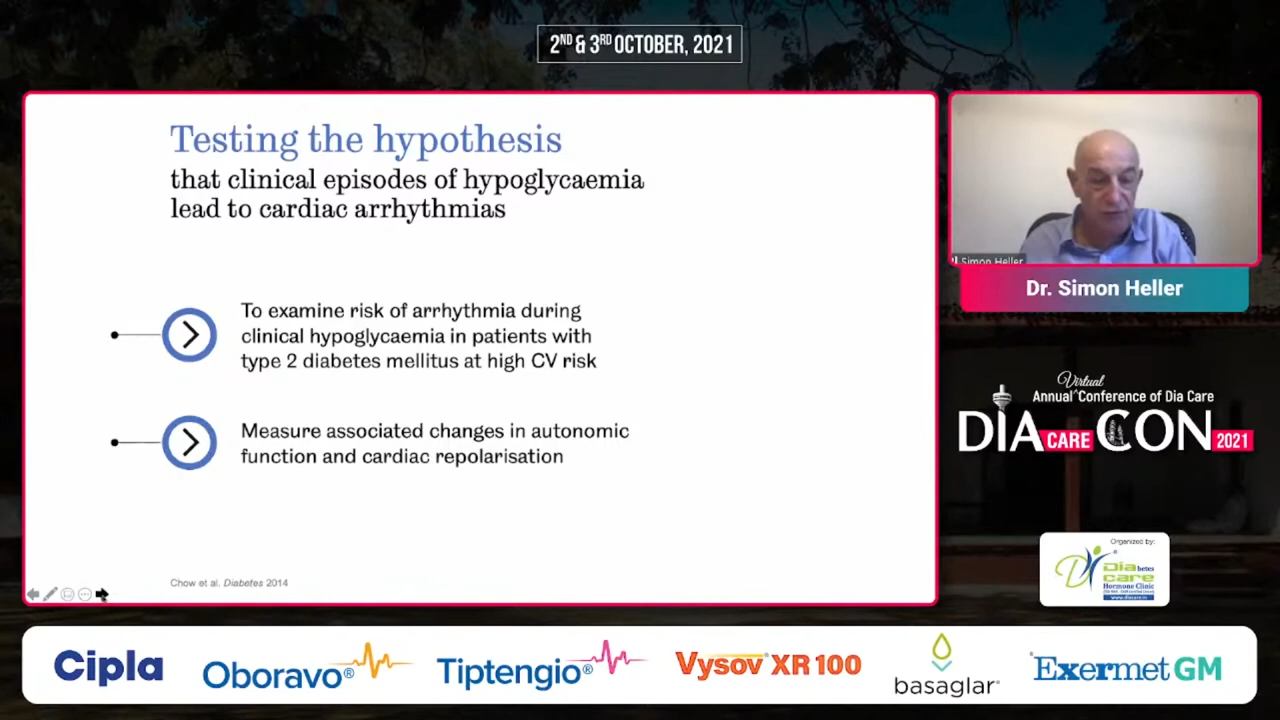 2ND & 3RD OCTOBER, 2021
Testing the hypothesis
that clinical episodes of hypoglycaemia
lead to cardiac arrhythmias
To examine risk of arrhythmia during
clinical hypoglycaemia in patients with
type 2 diabetes mellitus at high CV risk
Measure associated changes in autonomic
function and cardiac repolarisation
Chow et al. Diabetes 2014
Simon Heller
Dr. Simon Heller
Virtual
Annual ^ Conference of Dia Care
DIA CARE CON 2021
Organized by:
Diabetes
care
Hormone Clinic
www.diacare.in
Cipla
Oboravo®
Tiptengio®
Vysov® XR 100
basaglar®
Exermet GM